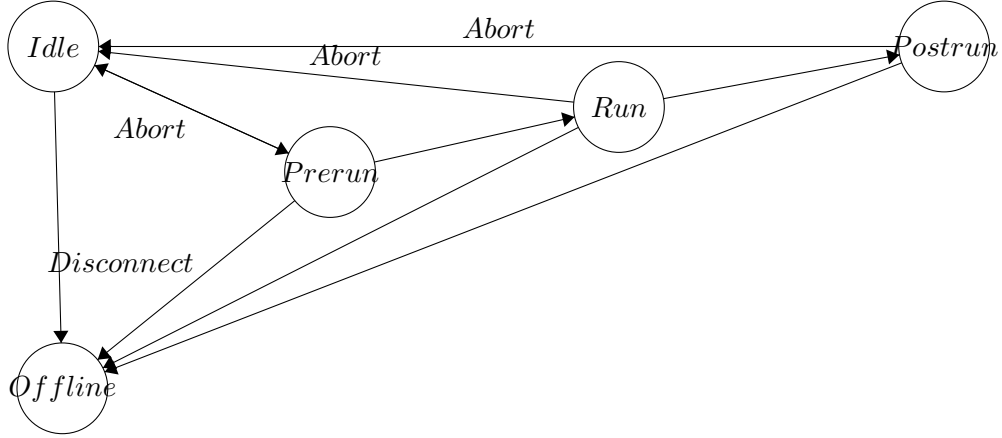 Abort
Idle
Postrun
Abort
Run
Abort
Prerun
Disconnect
Offline